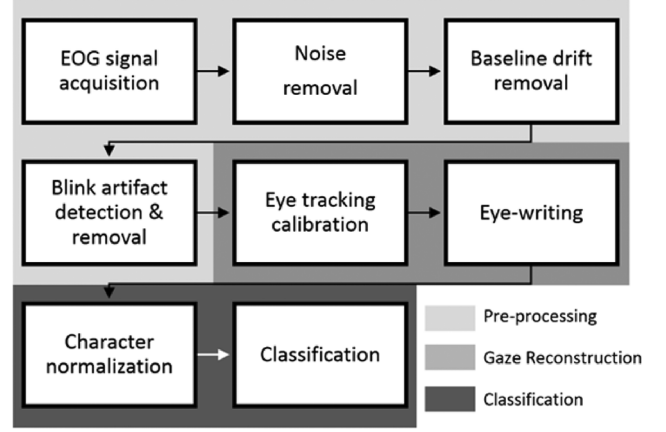 EOG signal
acquisition
Noise
removal
Baseline drift
removal
Blink artifact
detection &
removal
Eye tracking
calibration
Eye-writing
Character
normalization
Classification
Pre-processing
Gaze Reconstruction
Classification